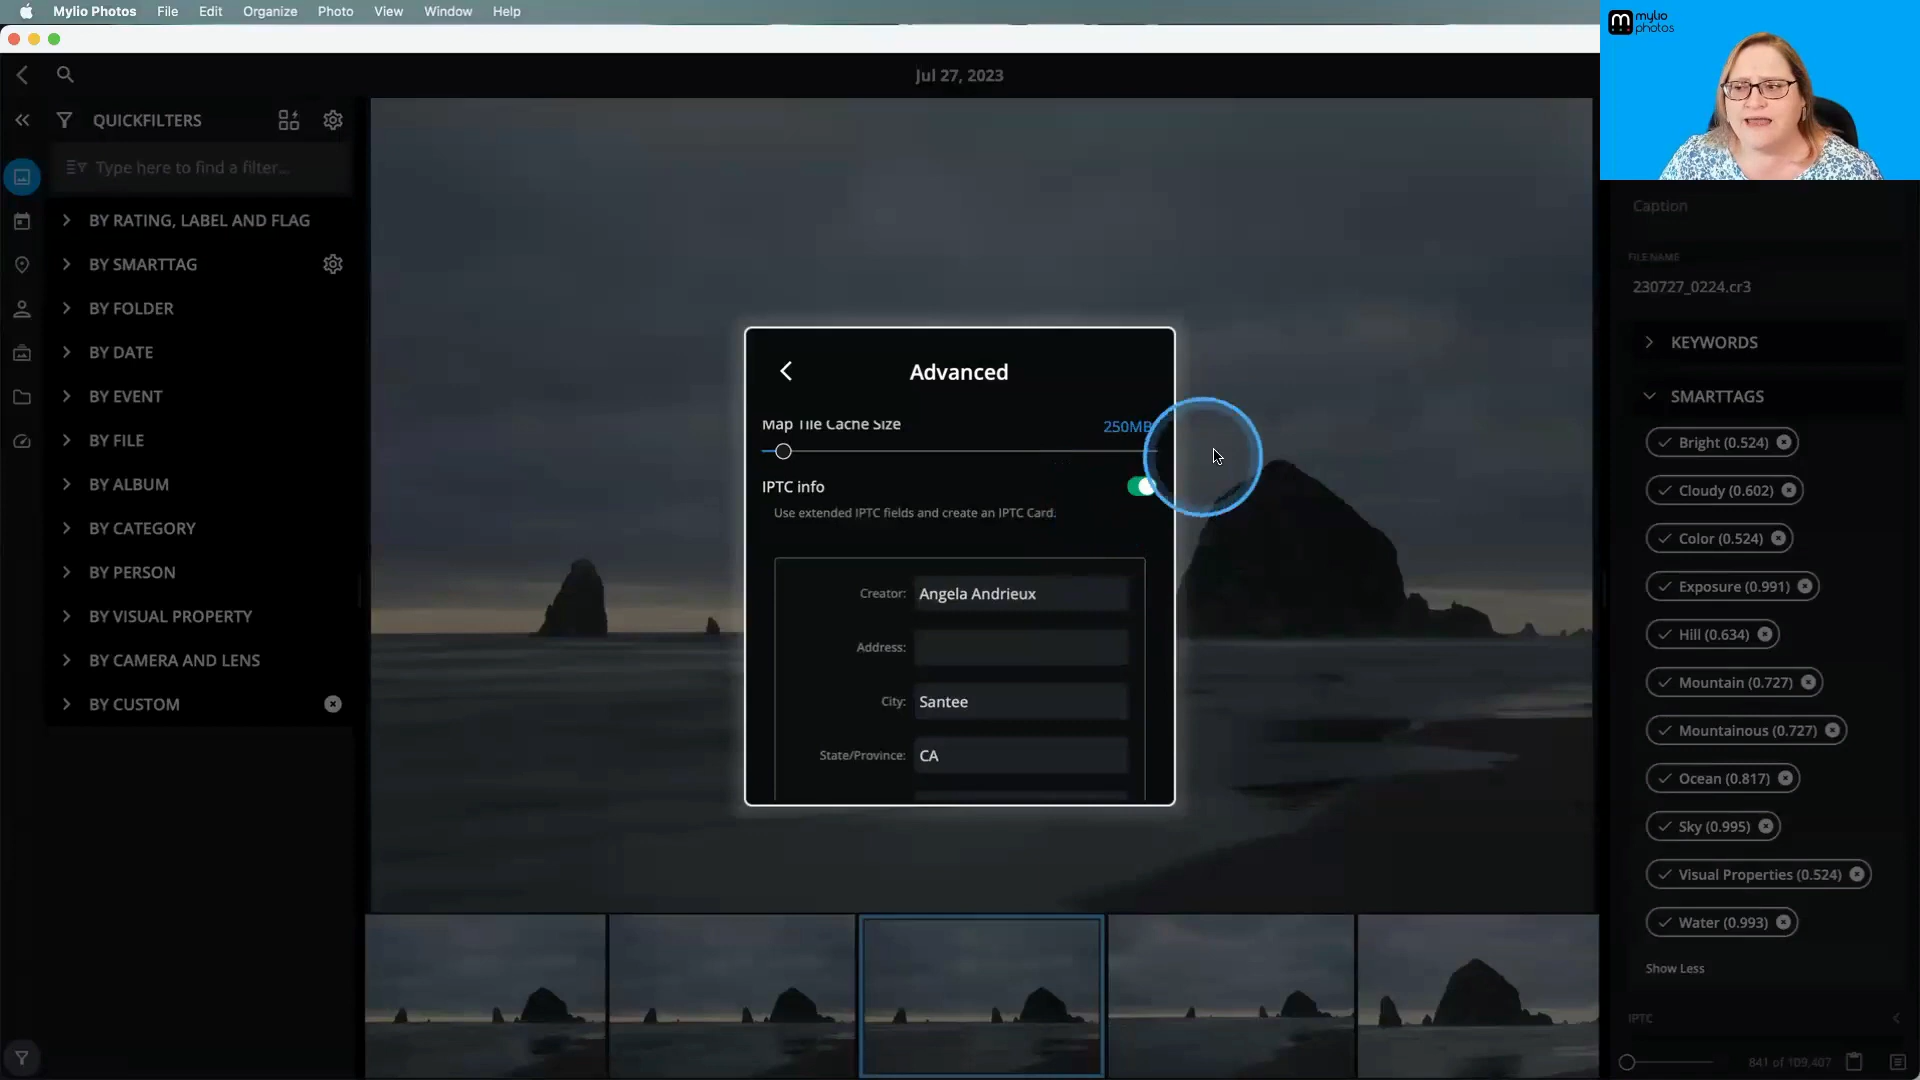 Mylio Photos File Edit Organize Photo View Window Help
mylio
photos
Jul 27, 2023
QUICKFILTERS
Type here to find a filter...
BY RATING, LABEL AND FLAG
BY SMARTTAG
BY FOLDER
BY DATE
BY EVENT
BY FILE
BY ALBUM
BY CATEGORY
BY PERSON
BY VISUAL PROPERTY
BY CAMERA AND LENS
BY CUSTOM
Advanced
Map Tile Cache Size 250MB
IPTC info
Use extended IPTC fields and create an IPTC Card.
Creator: Angela Andrieux
Address:
City: Santee
State/Province: CA
Caption
FILE NAME
230727_0224.cr3
KEYWORDS
SMARTTAGS
Bright (0.524)
Cloudy (0.602)
Color (0.524)
Exposure (0.991)
Hill (0.634)
Mountain (0.727)
Mountainous (0.727)
Ocean (0.817)
Sky (0.995)
Visual Properties (0.524)
Water (0.993)
Show Less
IPTC
841 of 109,407